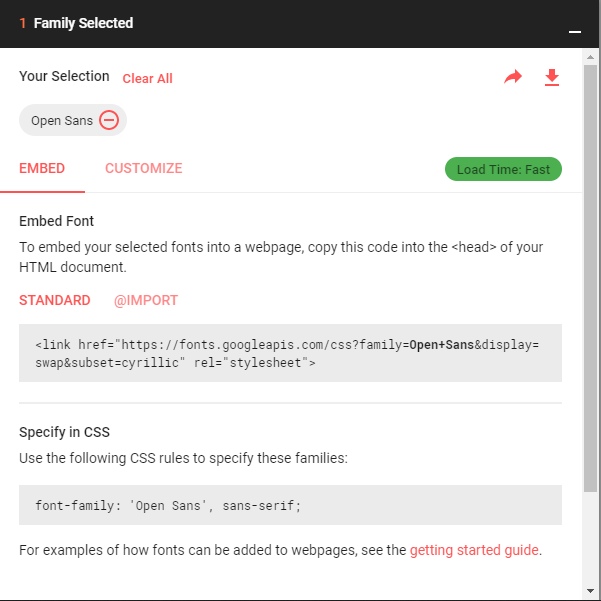 1 Family Selected
Your Selection Clear All
Open Sans
EMBED CUSTOMIZE Load Time: Fast
Embed Font
To embed your selected fonts into a webpage, copy this code into the <head> of your
HTML document.
STANDARD @IMPORT
<link href="https://fonts.googleapis.com/css?family=Open+Sans&display=
swap&subset=cyrillic" rel="stylesheet">
Specify in CSS
Use the following CSS rules to specify these families:
font-family: 'Open Sans', sans-serif;
For examples of how fonts can be added to webpages, see the getting started guide.